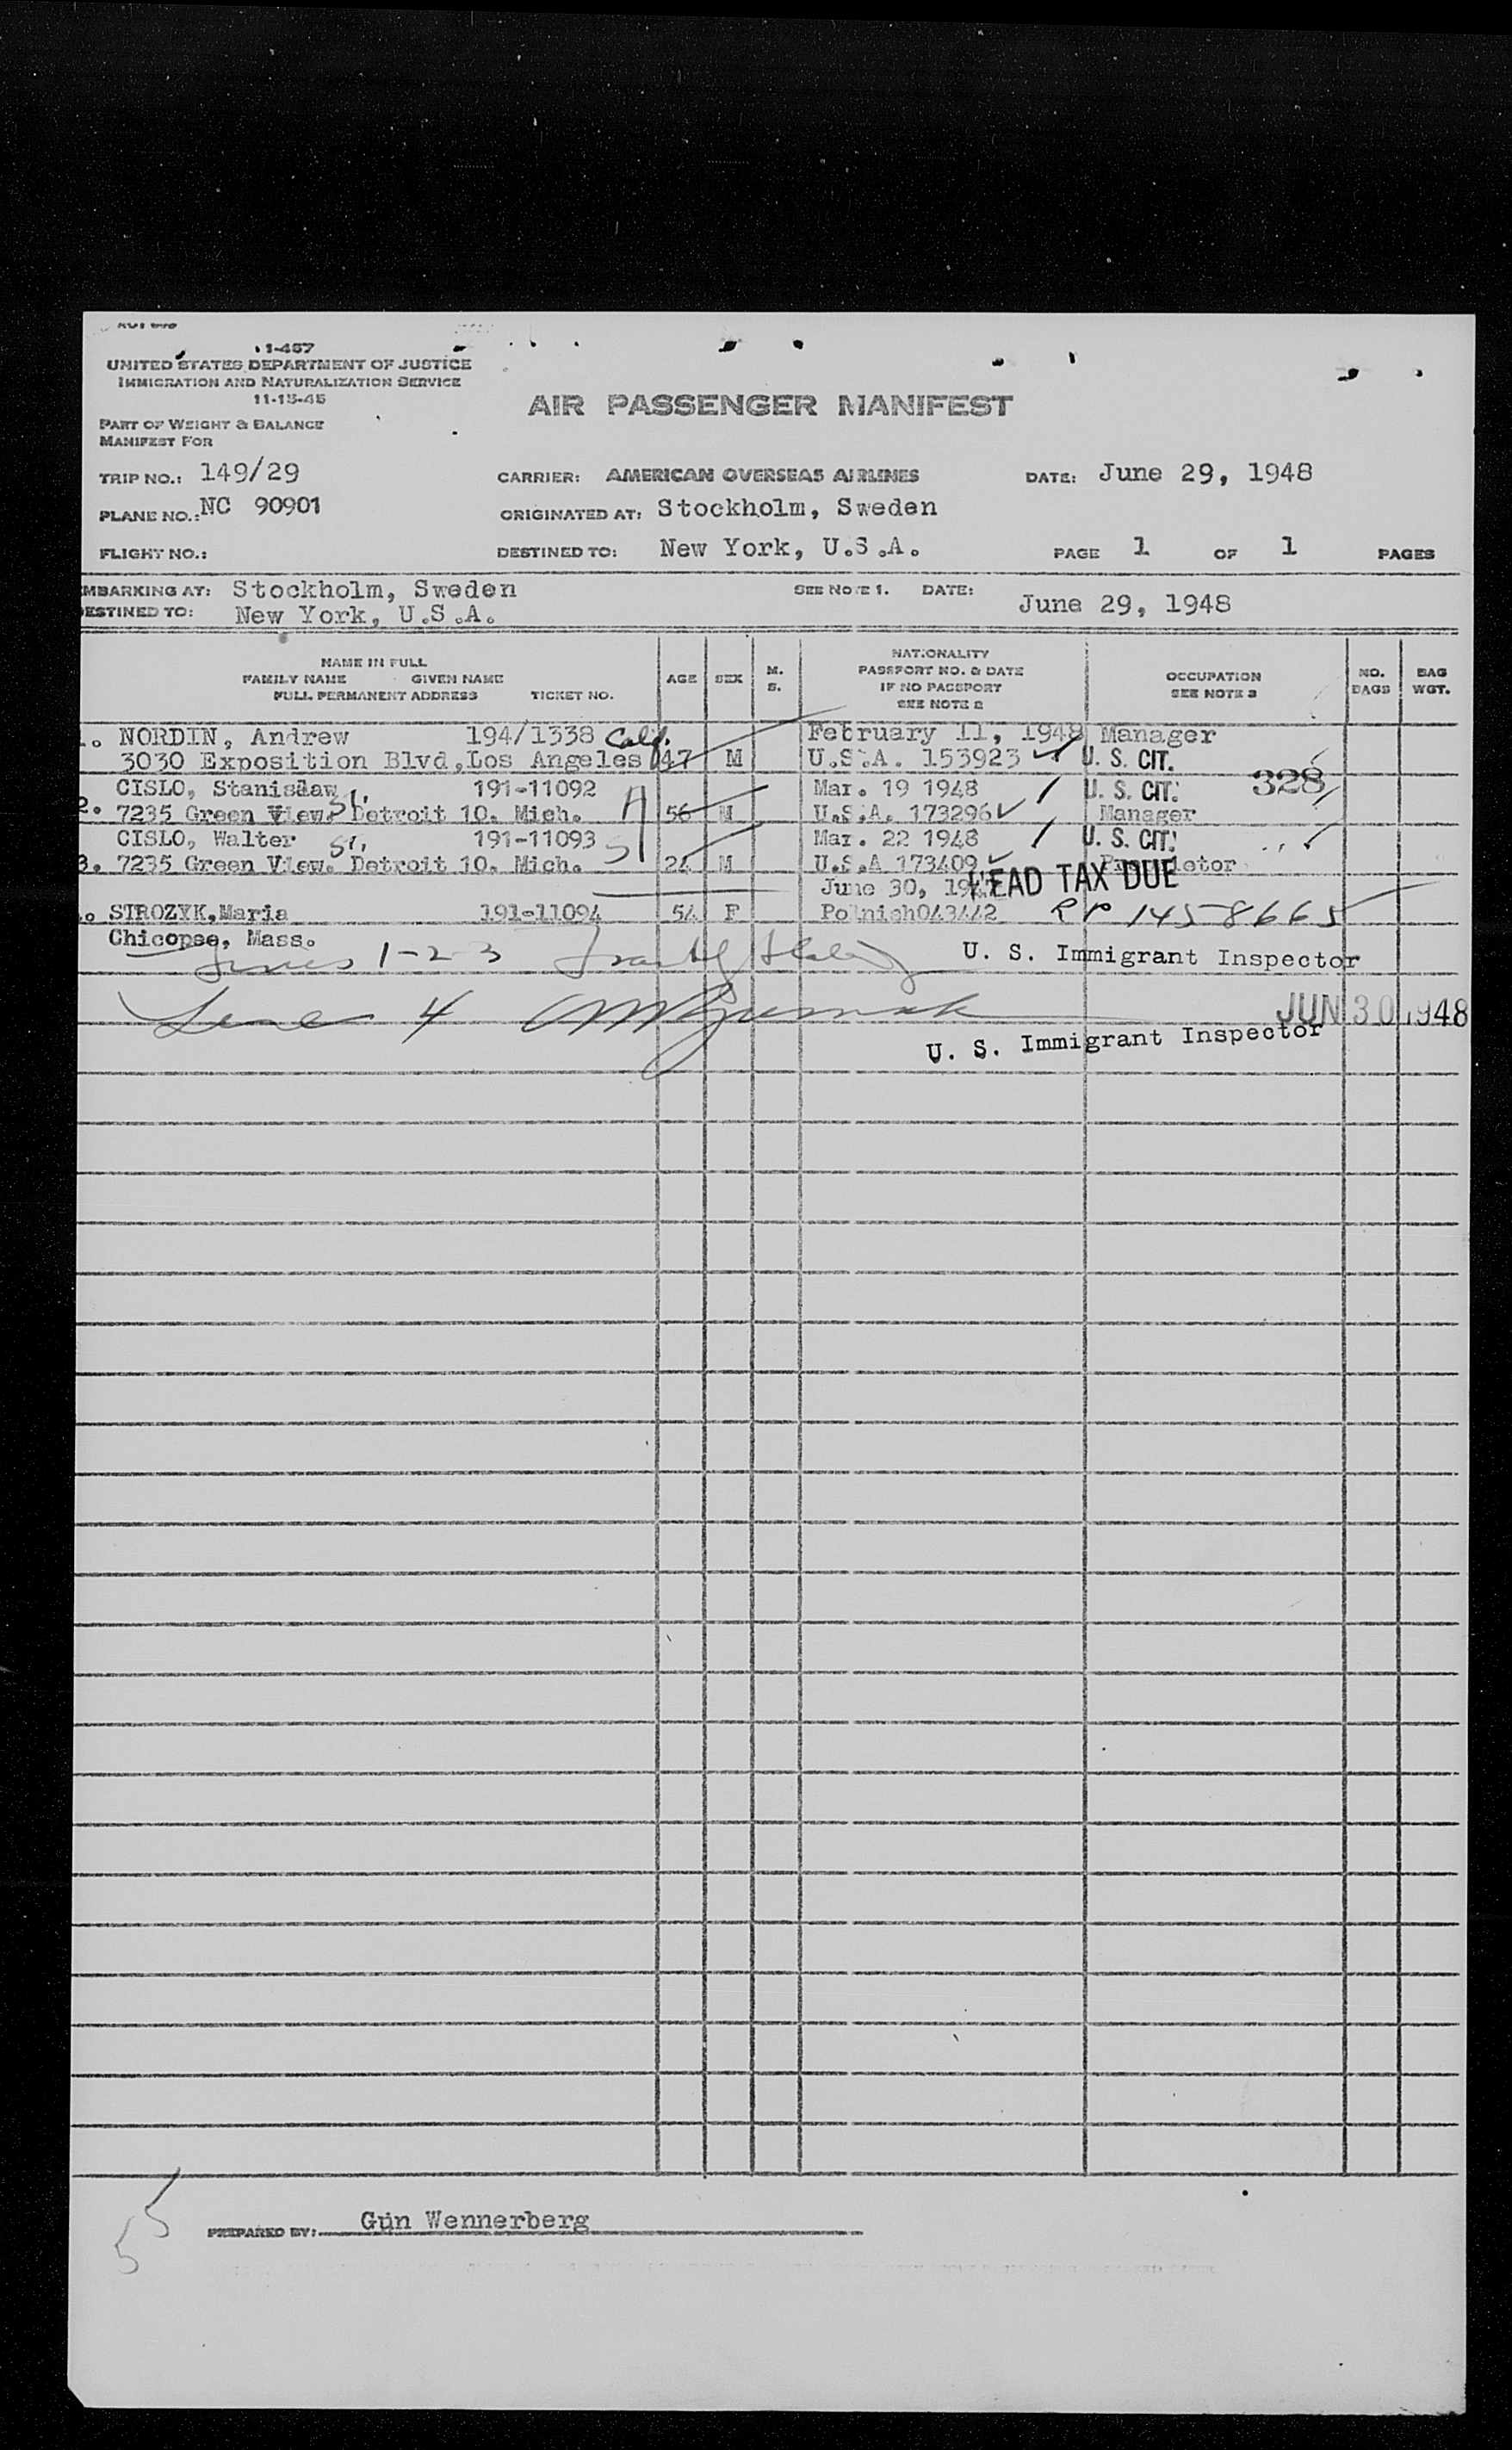 1-467
UNITED STATES DEPARTMENT OF JUSTICE
IMMIGRATION AND NATURALIZATION SERVICE
11-15-45
AIR PASSENGER MANIFEST
PART OF WEIGHT & BALANCE
MANIFEST FOR
TRIP NO.: 149/29 CARRIER: AMERICAN OVERSEAS AIRLINES DATE: June 29, 1948
PLANE NO.: NC 90901 ORIGINATED AT: Stockholm, Sweden
FLIGHT NO.: DESTINED TO: New York, U.S.A. PAGE 1 OF 1 PAGES
MBARKING AT: Stockholm, Sweden SEE NOTE 1. DATE: June 29, 1948
ESTINED TO: New York, U.S.A.
NAME IN FULL
FAMILY NAME GIVEN NAME
FULL PERMANENT ADDRESS TICKET NO. AGE SEX M. S. NATIONALITY PASSPORT NO. & DATE IF NO PASSPORT SEE NOTE 2 OCCUPATION SEE NOTE 3 NO. BAGS BAG WGT.
. NORDIN, Andrew 194/1338 Calif. February 11, 1948 Manager
3030 Exposition Blvd, Los Angeles 47 M U.S.A. 153923 U. S. CIT.
CISLO, Stanislaw 191-11092 Mar. 19 1948 U. S. CIT. 328
2. 7235 Green View St. Detroit 10. Mich. 56 M U.S.A. 173296 Manager
CISLO, Walter 191-11093 Mar. 22 1948 U. S. CIT.
3. 7235 Green View. St. Detroit 10. Mich. 24 M U.S.A 173409
HEAD TAX DUE
June 30,
. STROZYK, Maria 191-11094 54 F Polnish043442 RP 1458665
Chicopee, Mass.
Lines 1-2-3 U. S. Immigrant Inspector
Line 4 JUN 30 1948
U. S. Immigrant Inspector
PREPARED BY: Gun Wennerberg